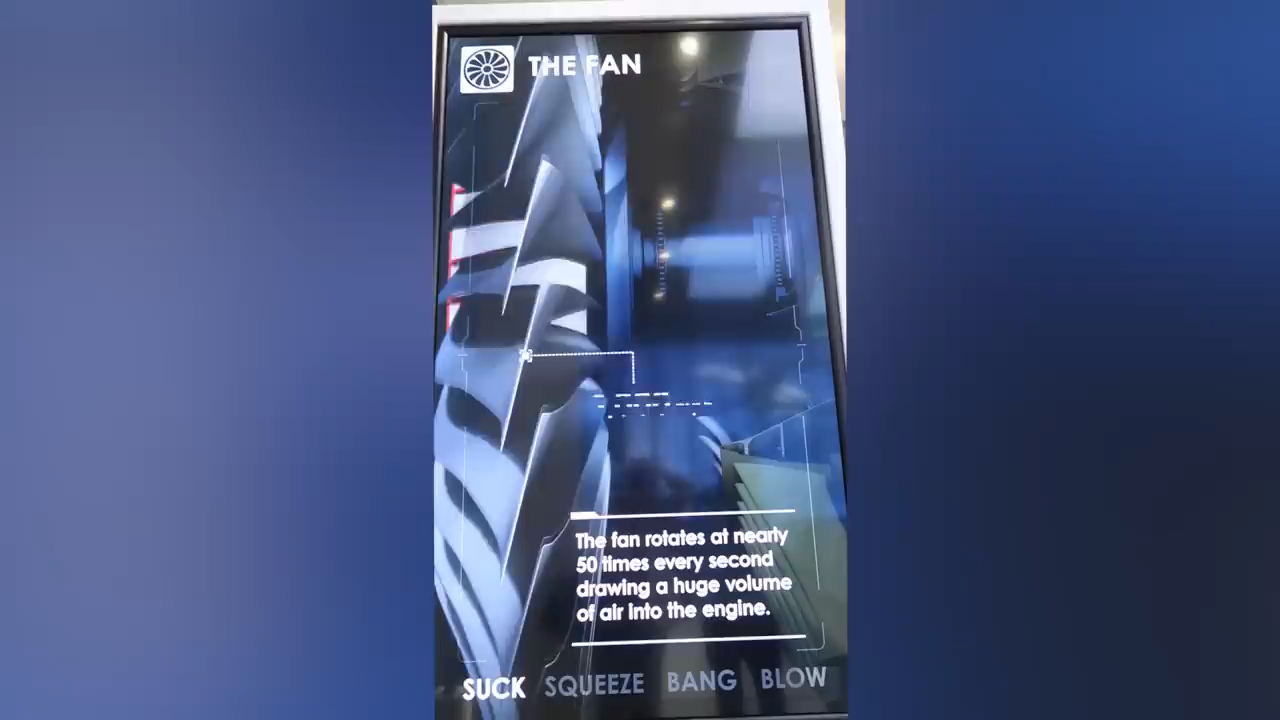 THE FAN
The fan rotates at nearly
50 times every second
drawing a huge volume
of air into the engine.
SUCK SQUEEZE BANG BLOW